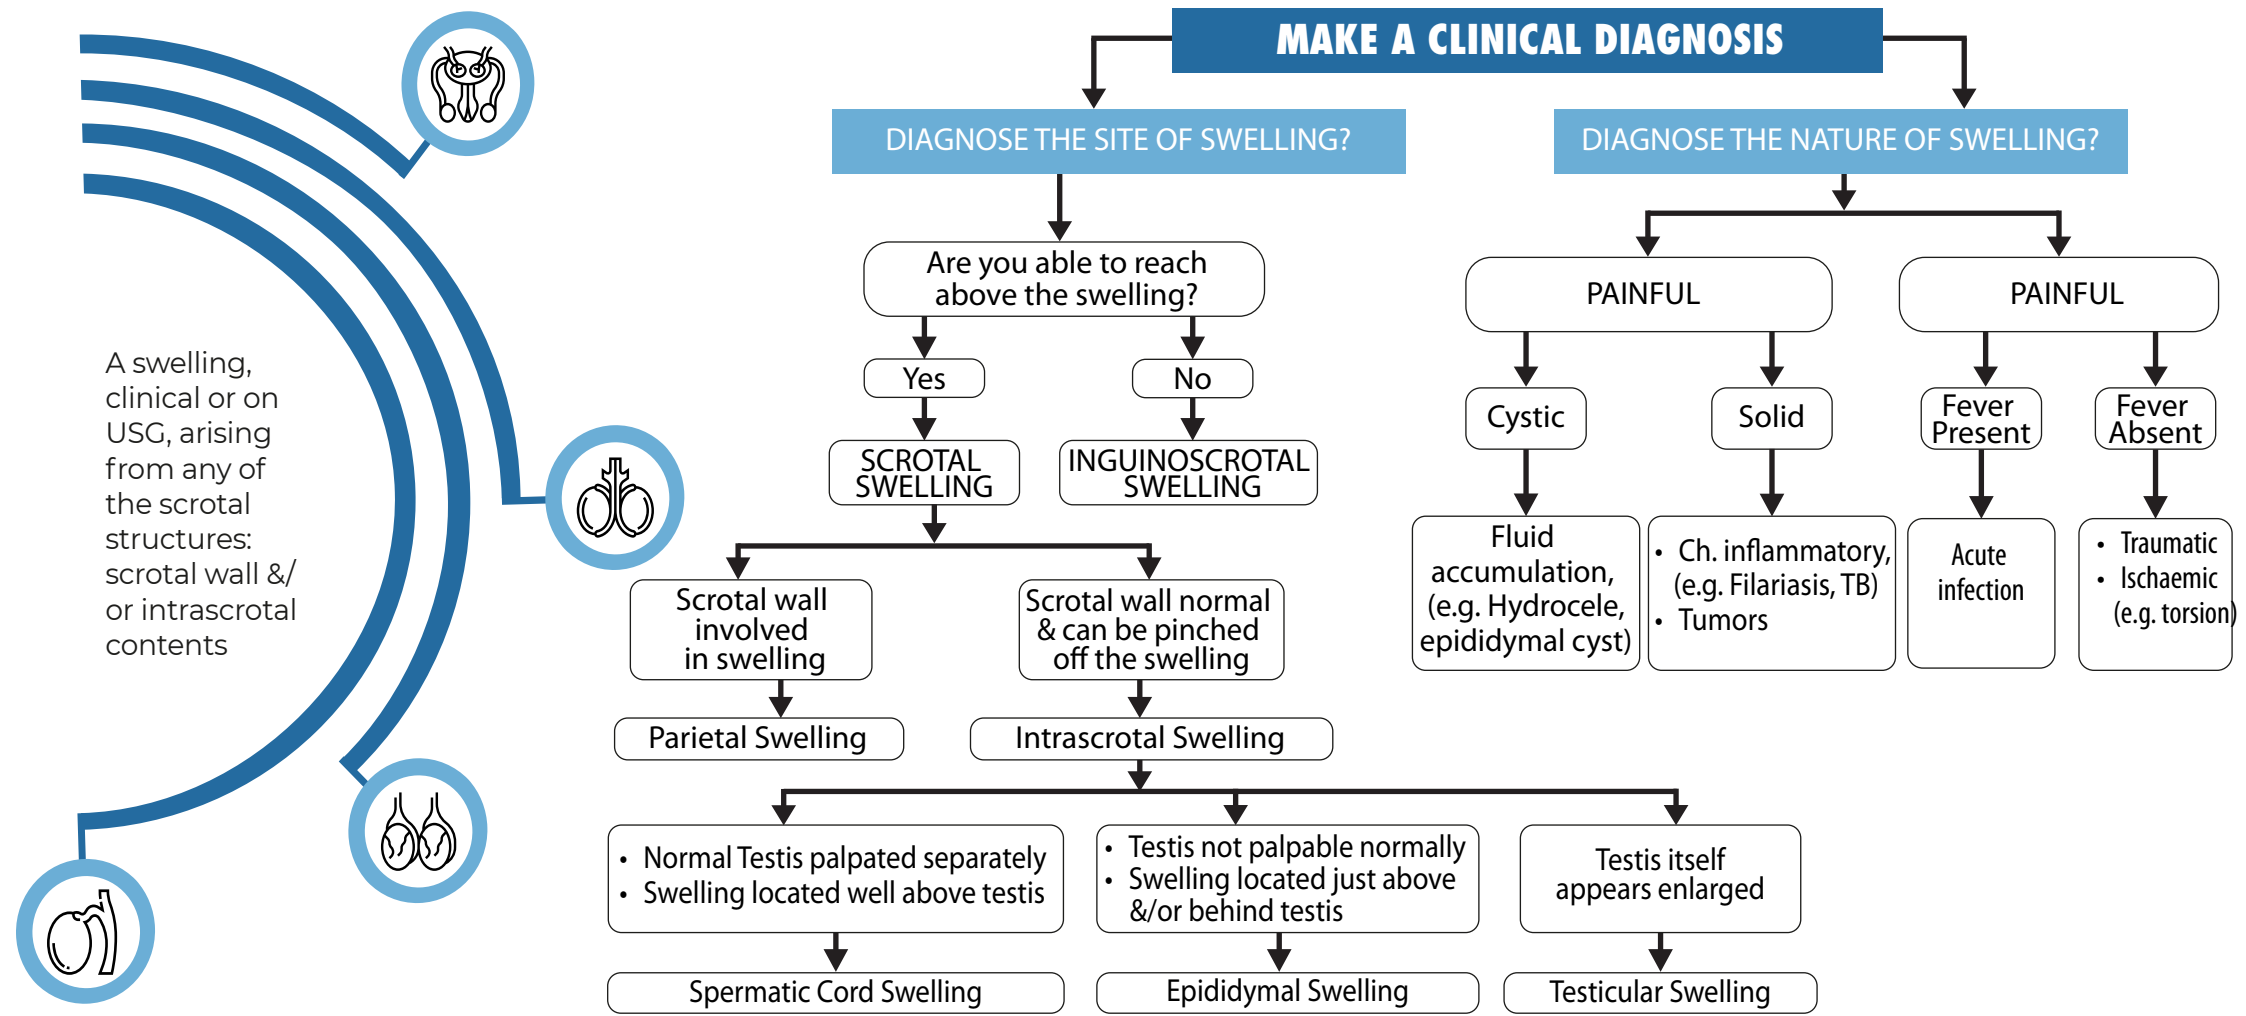 MAKE A CLINICAL DIAGNOSIS
DIAGNOSE THE SITE OF SWELLING?
DIAGNOSE THE NATURE OF SWELLING?
Are you able to reach
above the swelling?
Yes
No
SCROTAL
SWELLING
INGUINOSCROTAL
SWELLING
Scrotal wall
involved
in swelling
Scrotal wall normal
& can be pinched
off the swelling
Parietal Swelling
Intrascrotal Swelling
• Normal Testis palpated separately
• Swelling located well above testis
• Testis not palpable normally
• Swelling located just above
&/or behind testis
Testis itself
appears enlarged
Spermatic Cord Swelling
Epididymal Swelling
Testicular Swelling
PAINFUL
PAINFUL
Cystic
Solid
Fever
Present
Fever
Absent
Fluid
accumulation,
(e.g. Hydrocele,
epididymal cyst)
• Ch. inflammatory,
(e.g. Filariasis, TB)
• Tumors
Acute
infection
• Traumatic
• Ischaemic
(e.g. torsion)
A swelling,
clinical or on
USG, arising
from any of
the scrotal
structures:
scrotal wall &/
or intrascrotal
contents